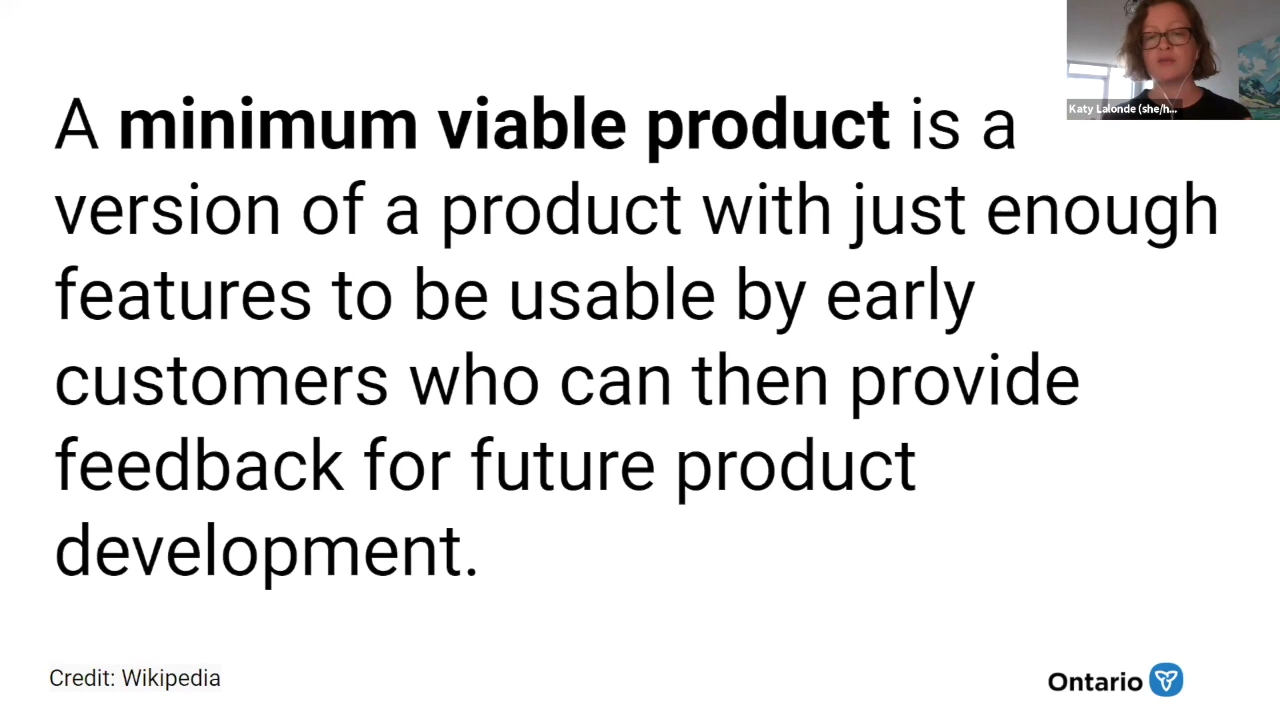 A minimum viable product is a
version of a product with just enough
features to be usable by early
customers who can then provide
feedback for future product
development.
Katy Lalonde (she/h...
Credit: Wikipedia
Ontario